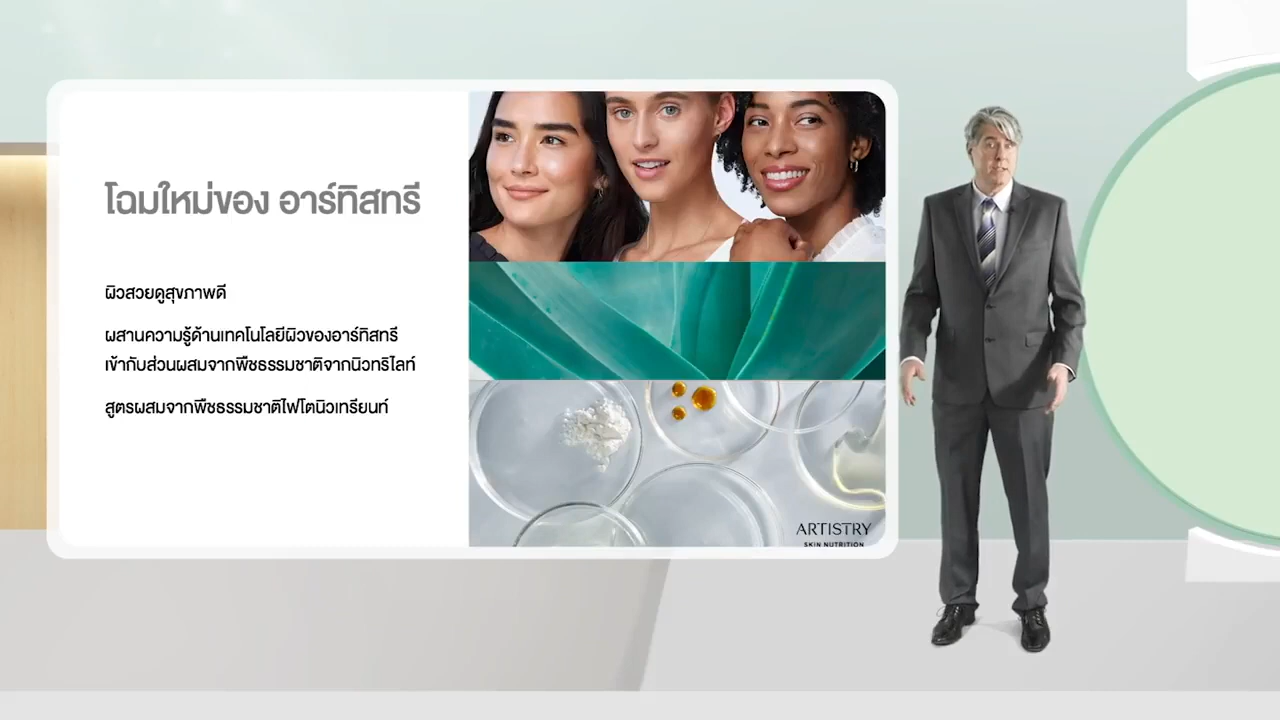 โฉมใหม่ของ อาร์ทิสทรี
ผิวสวยดูสุขภาพดี
ผสานความรู้ด้านเทคโนโลยีผิวของอาร์ทิสทรี
เข้ากับส่วนผสมจากพืชธรรมชาติจากนิวทริไลท์
สูตรผสมจากพืชธรรมชาติไฟโตนิวเทรียนท์
ARTISTRY
SKIN NUTRITION